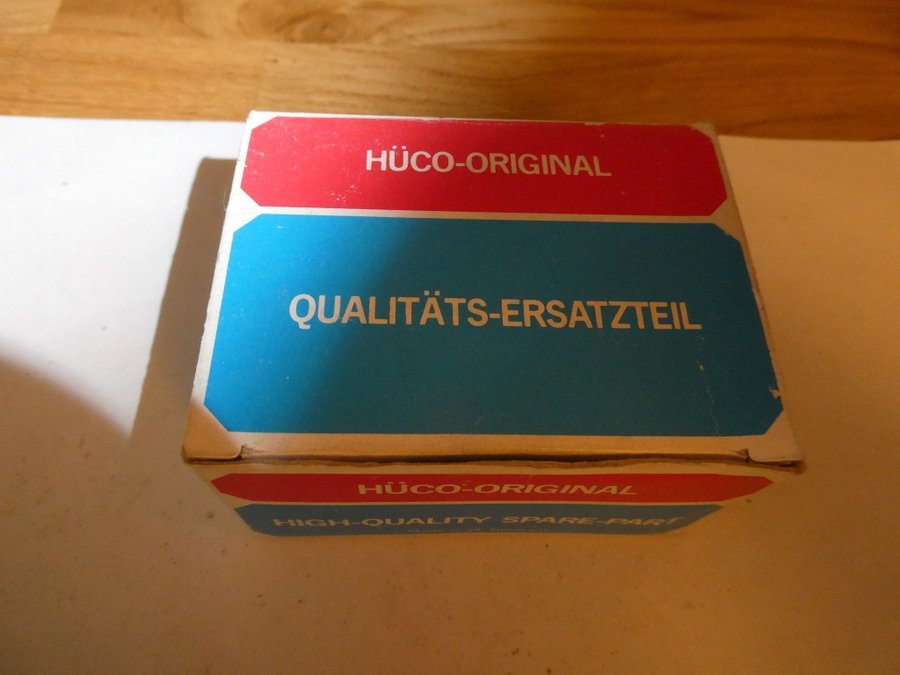 HÜCO-ORIGINAL
QUALITÄTS-ERSATZTEIL
HÜCO-ORIGINAL
HIGH-QUALITY SPARE-PART